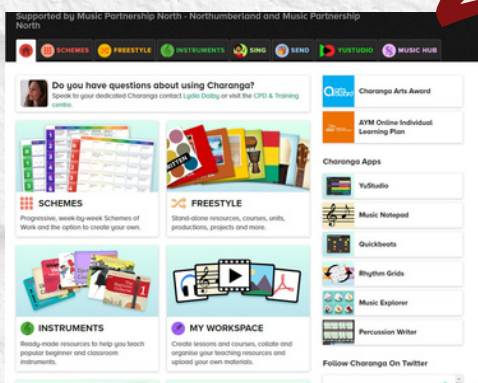 Supported by Music Partnership North - Northumberland and Music Partnership
North
SCHEMES
FREESTYLE
INSTRUMENTS
SING
SEND
YUSTUDIO
MUSIC HUB
Do you have questions about using Charanga?
Speak to your dedicated Charanga contact Lydia Dalby or visit the CPD & Training
centre.
SCHEMES
Progressive, week-by-week Schemes of
Work and the option to create your own.
FREESTYLE
Stand-alone resources, courses, units,
productions, projects and more.
INSTRUMENTS
Ready-made resources to help you teach
popular beginner and classroom
instruments.
MY WORKSPACE
Create lessons and courses, collate and
organise your teaching resources and
upload your own materials.
Charanga Arts Award
AYM Online Individual
Learning Plan
Charanga Apps
YuStudio
Music Notepad
Quickbeats
Rhythm Grids
Music Explorer
Percussion Writer
Follow Charanga On Twitter